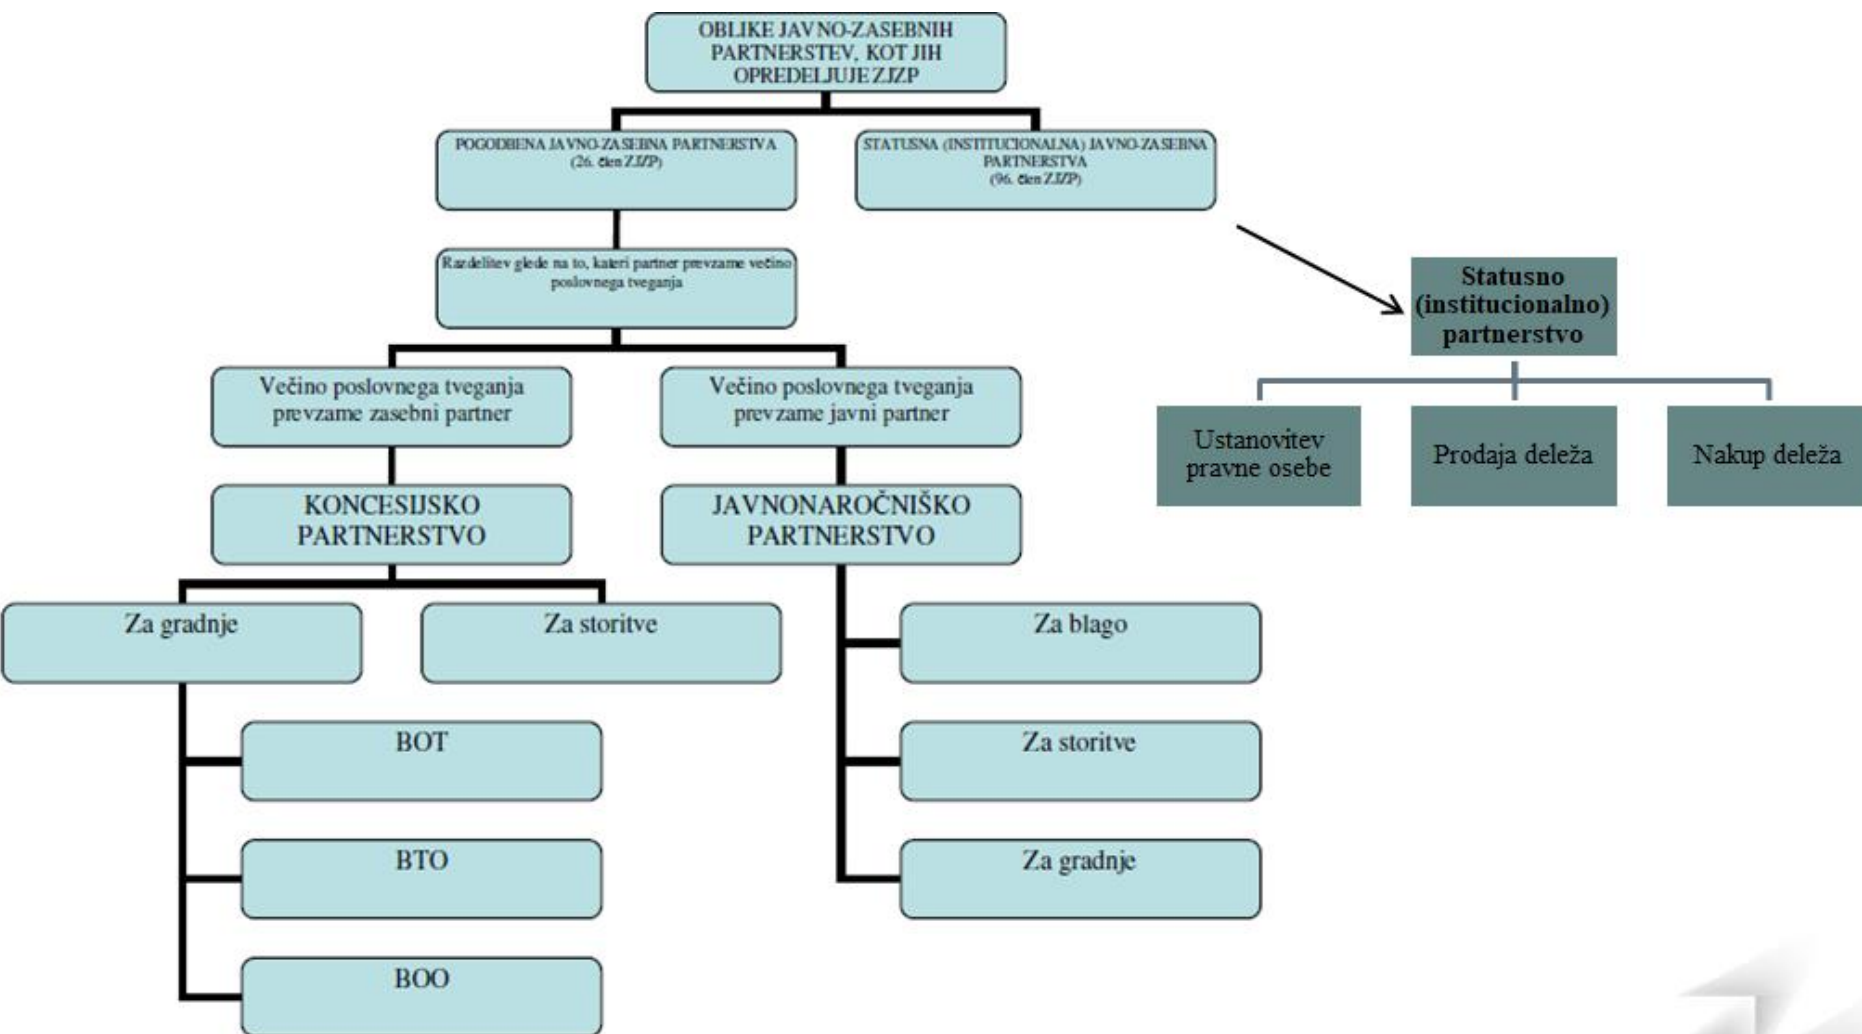 OBLIKE JAVNO-ZASEBNIH
PARTNERSTEV, KOT JIH
OPREDELJUJE ZJZP
POGODBENA JAVNO-ZASEBNA PARTNERSTVA
(26. člen ZJZP)
STATUSNA (INSTITUCIONALNA) JAVNO-ZASEBNA
PARTNERSTVA
(96. člen ZJZP)
Razdelitev glede na to, kateri partner prevzame večino
poslovnega tveganja
Statusno
(institucionalno)
partnerstvo
Večino poslovnega tveganja
prevzame zasebni partner
Večino poslovnega tveganja
prevzame javni partner
Ustanovitev
pravne osebe
Prodaja deleža
Nakup deleža
KONCESIJSKO
PARTNERSTVO
JAVNONAROČNIŠKO
PARTNERSTVO
Za gradnje
Za storitve
Za blago
BOT
Za storitve
BTO
Za gradnje
BOO